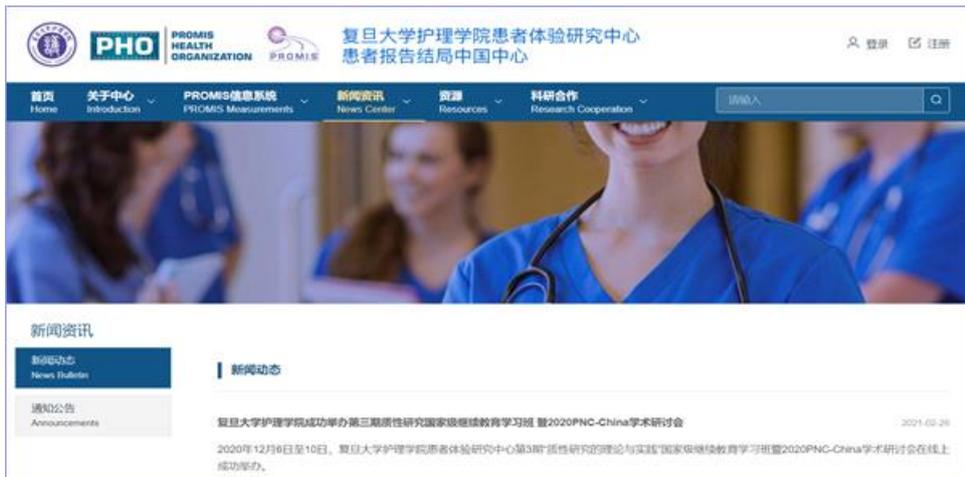 PHO
PROMIS
HEALTH
ORGANIZATION
PROMIS
复旦大学护理学院患者体验研究中心
患者报告结局中国中心
登录 注册
首页 关于中心 PROMIS信息系统 新闻资讯 资源 科研合作
Home Introduction PROMIS Measurements News Center Resources Research Cooperation
请输入
新闻资讯
新闻动态
News Bulletin
通知公告
Announcements
新闻动态
复旦大学护理学院成功举办第三期质性研究国家级继续教育学习班 暨2020PNC-China学术研讨会 2021-02-26
2020年12月6日至10日，复旦大学护理学院患者体验研究中心第3期“质性研究的理论与实践”国家级继续教育学习班暨2020PNC-China学术研讨会在线上
成功举办。